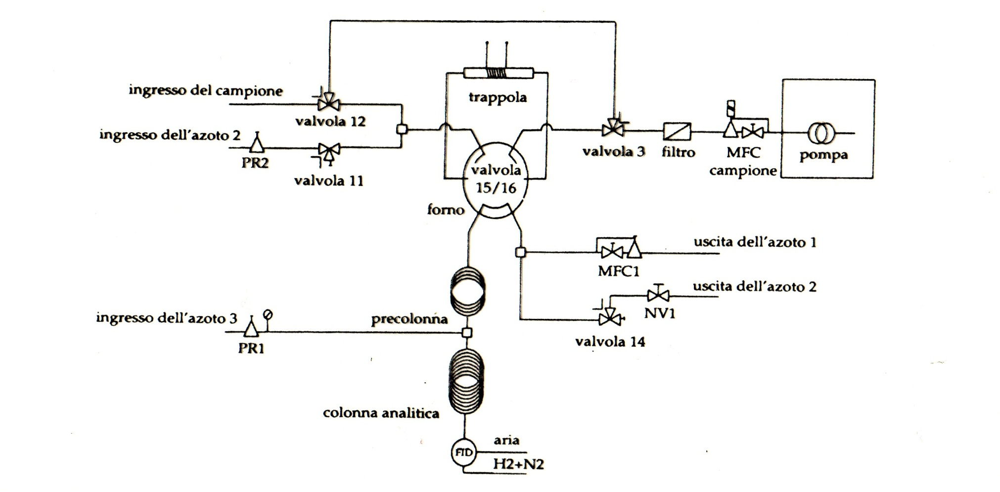 trappola
ingresso del campione
valvola 12
ingresso dell'azoto 2
PR2
valvola 11
valvola 3
filtro
MFC
campione
pompa
valvola
15/16
forno
uscita dell'azoto 1
MFC1
uscita dell'azoto 2
NV1
valvola 14
ingresso dell'azoto 3
PR1
precolonna
colonna analitica
FID
aria
H2+N2